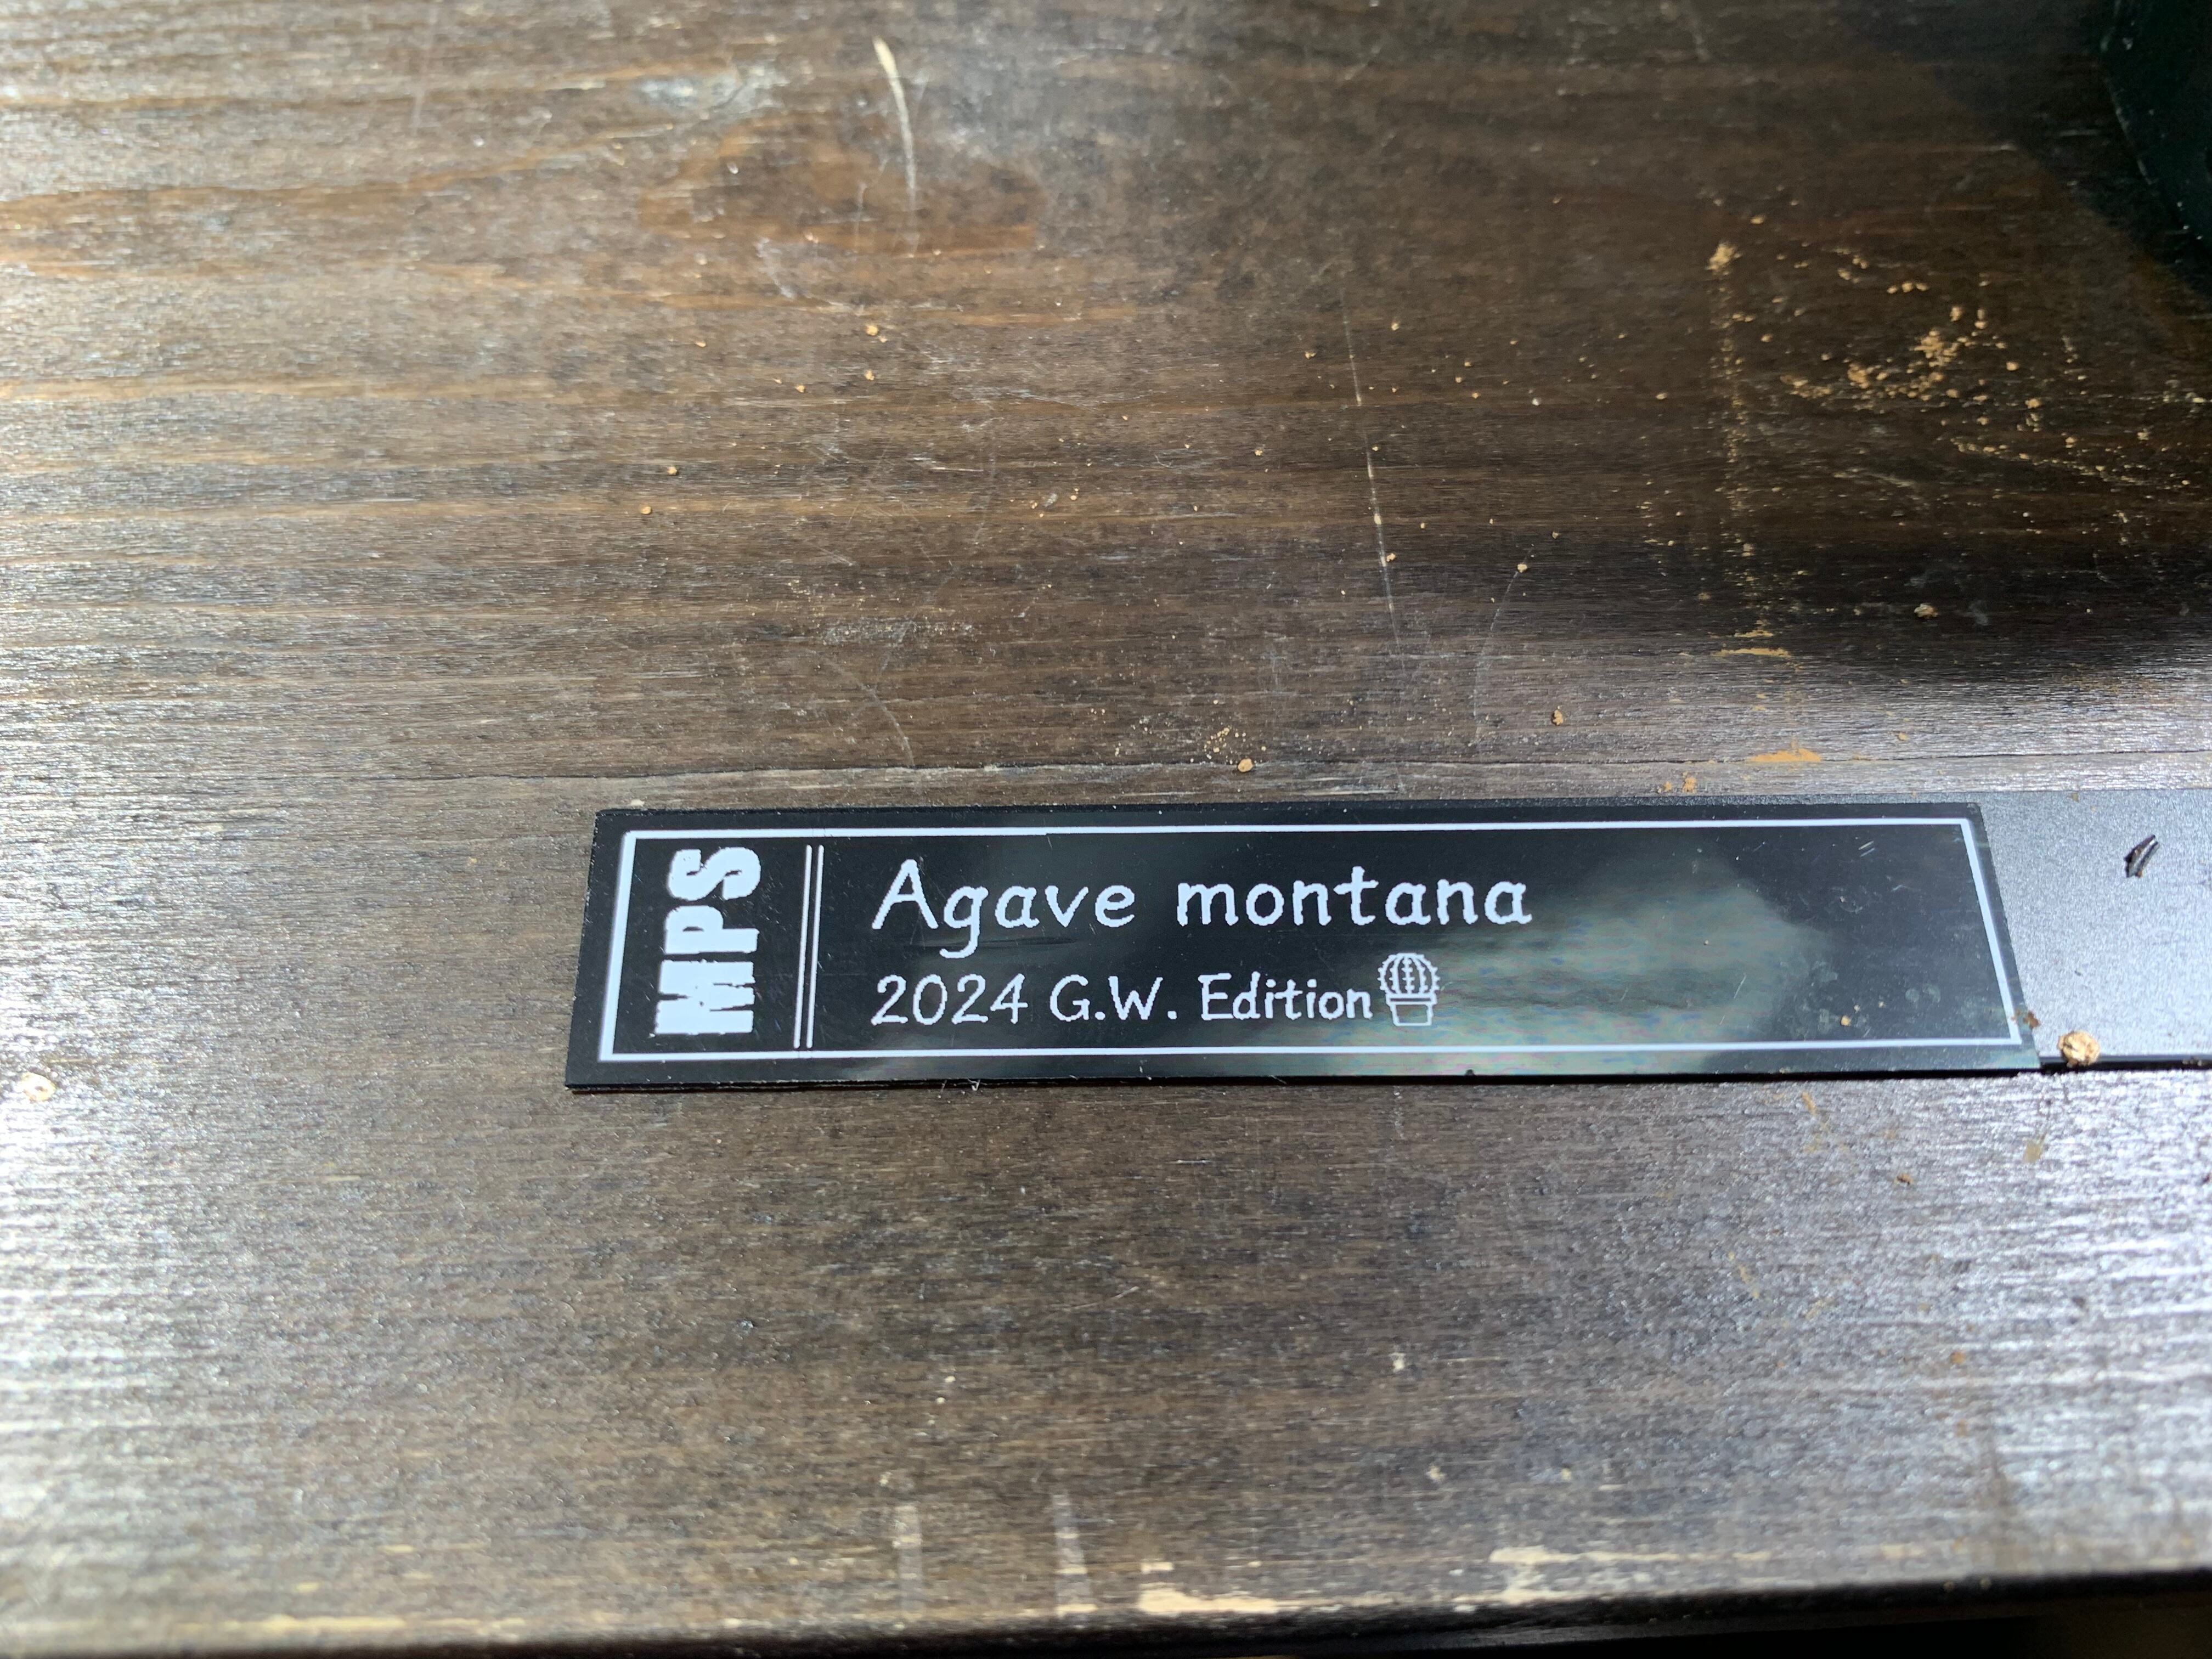 MPS
Agave montana
2024 G.W. Edition